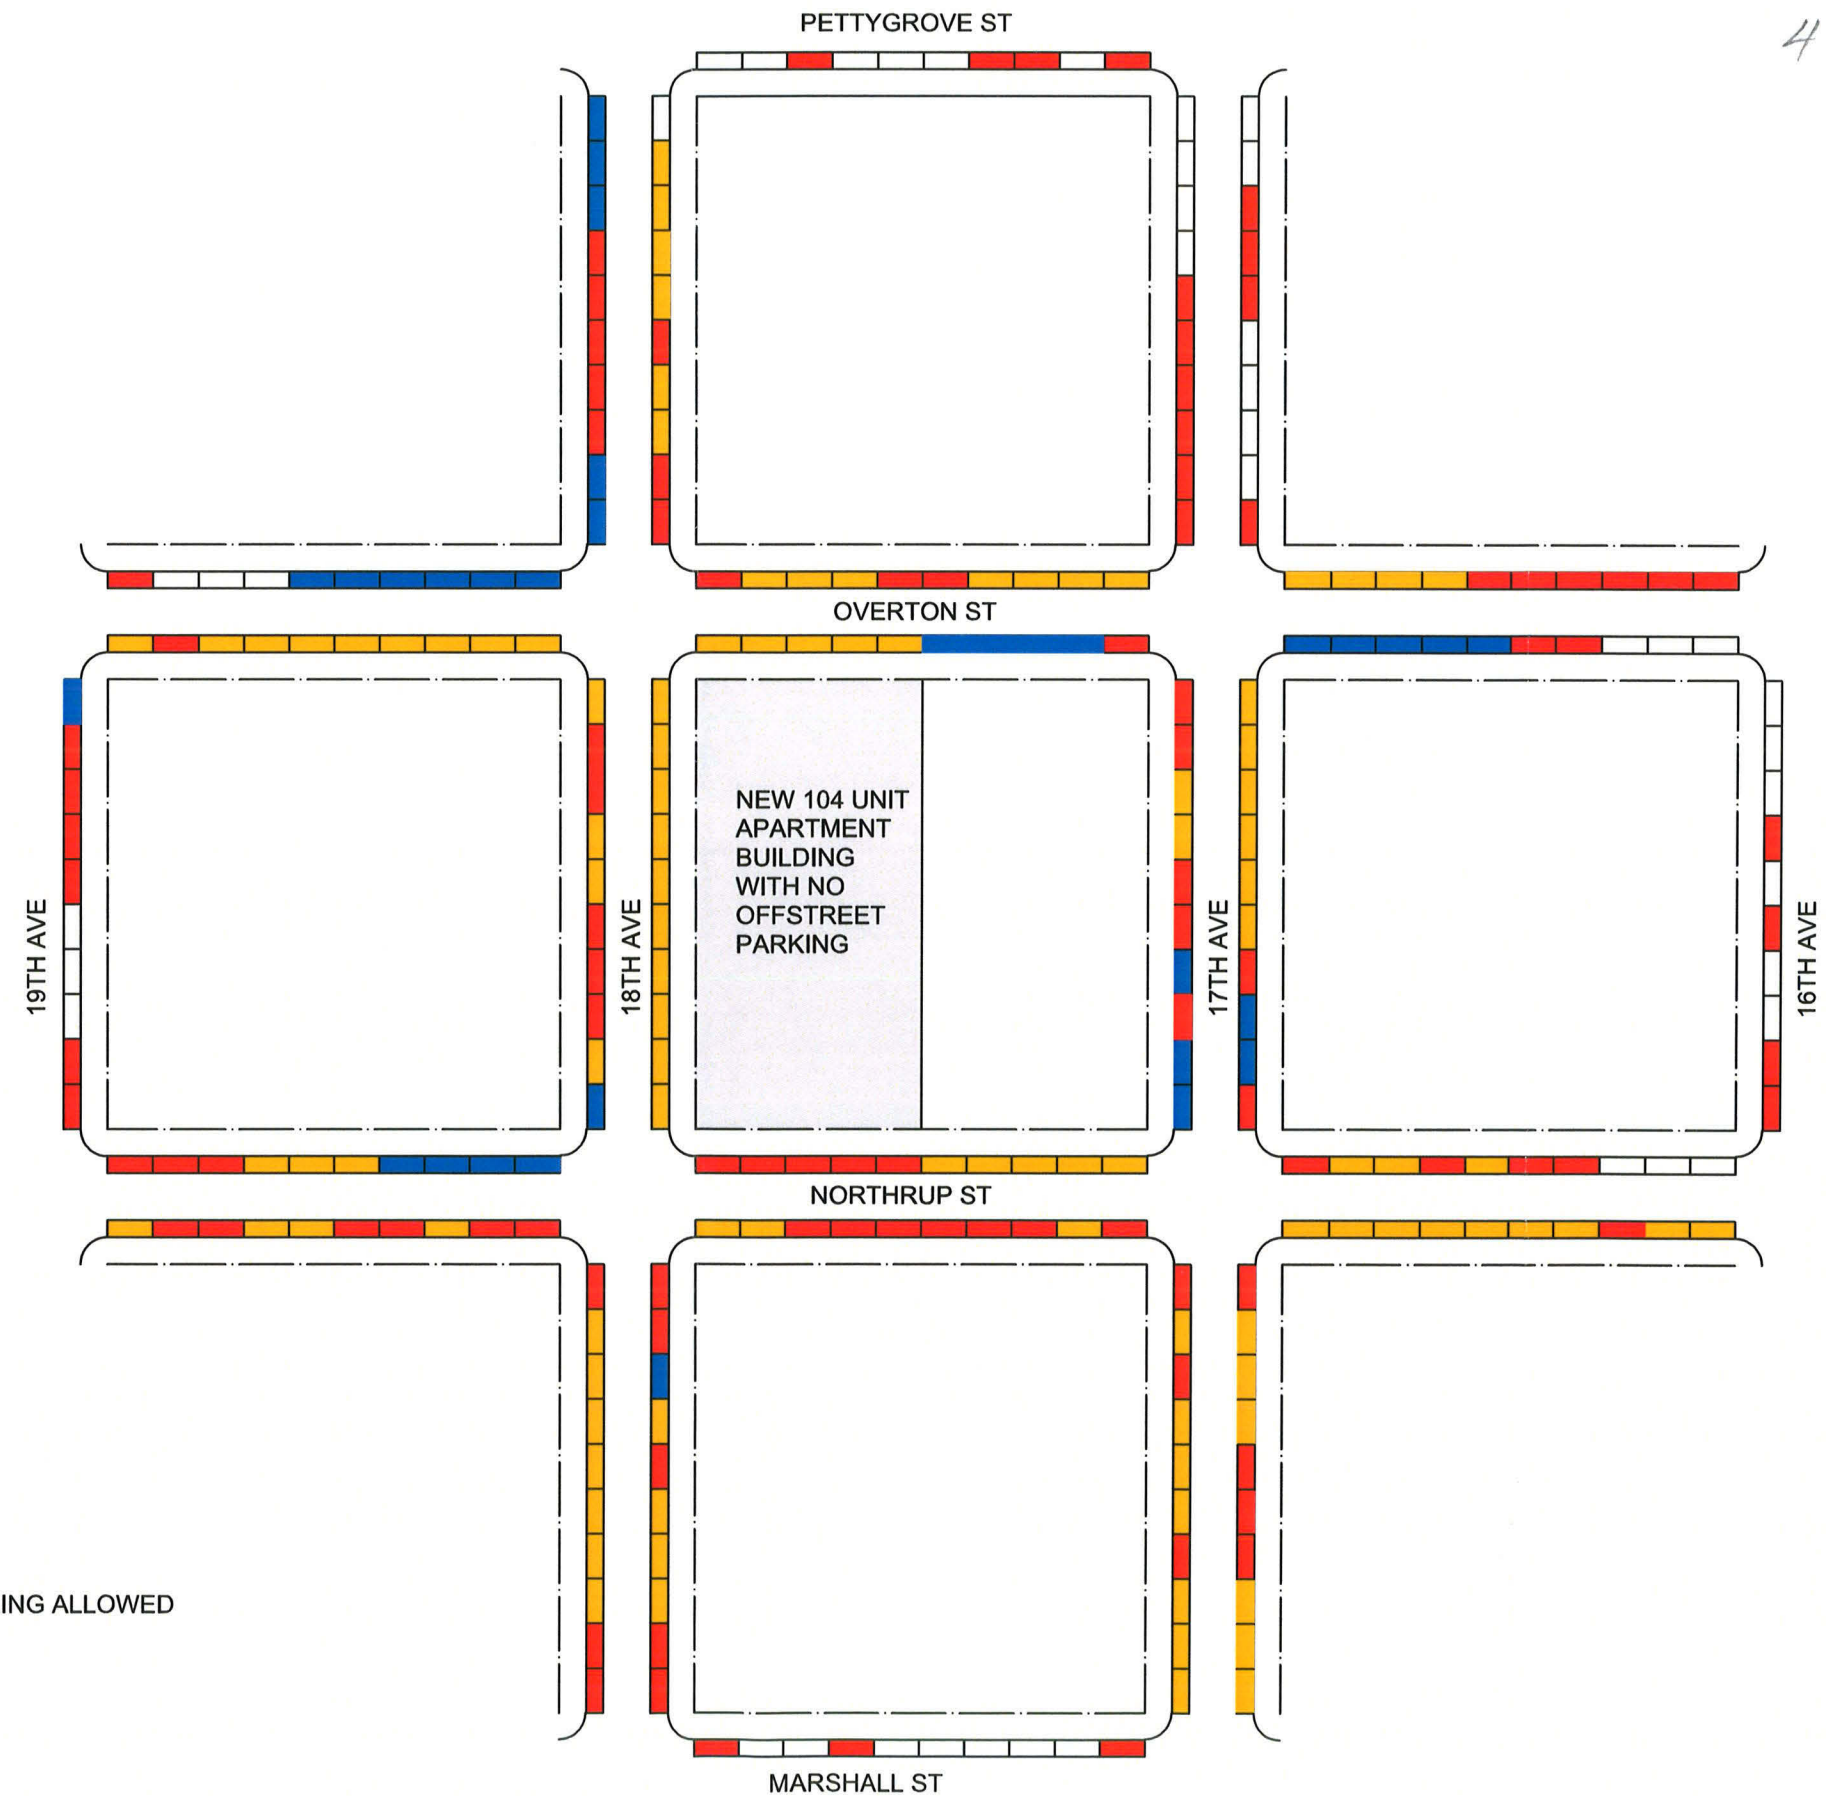 PETTYGROVE ST
4
OVERTON ST
NEW 104 UNIT
APARTMENT
BUILDING
WITH NO
OFFSTREET
PARKING
19TH AVE
18TH AVE
17TH AVE
16TH AVE
NORTHRUP ST
ING ALLOWED
MARSHALL ST